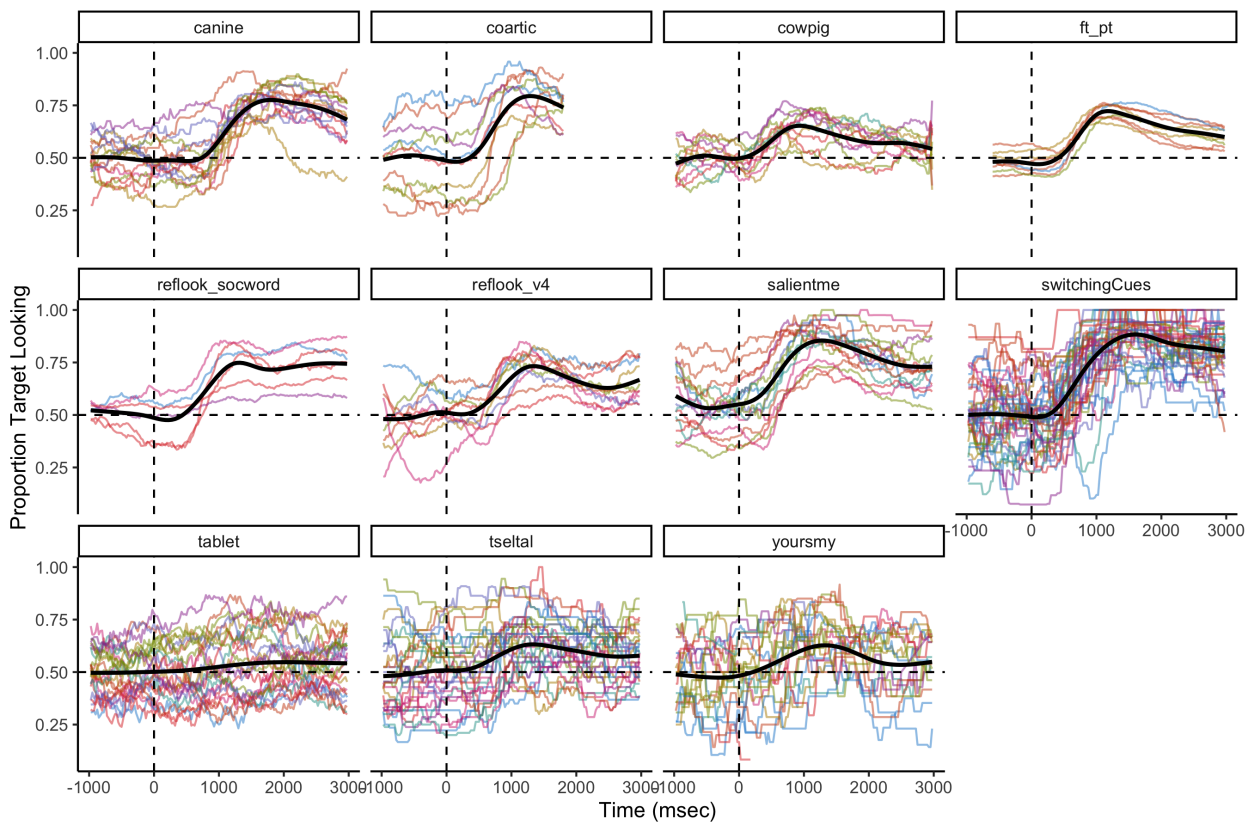 canine coartic cowpig ft_pt
1.00
0.75
0.50
0.25
reflook_socword reflook_v4 salientme switchingCues
1.00
0.75
0.50
0.25
-1000 0 1000 2000 3000
tablet tseltal yoursmy
1.00
0.75
0.50
0.25
-1000 0 1000 2000 3000 -1000 0 1000 2000 3000 -1000 0 1000 2000 3000
Time (msec)
Proportion Target Looking